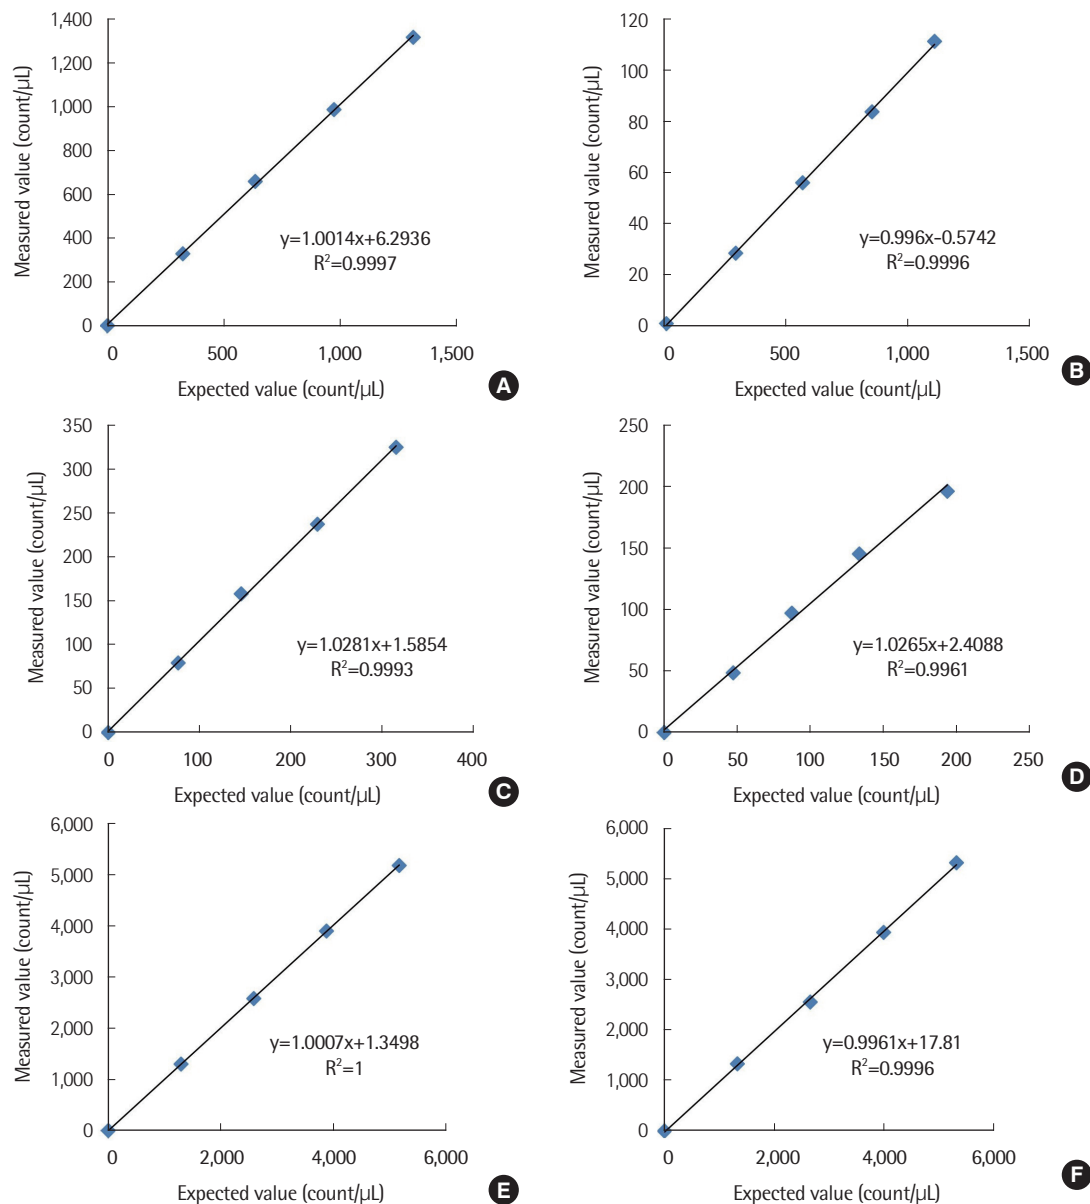 1,400
1,200
1,000
800
600
400
200
0
Measured value (count/µL)
y=1.0014x+6.2936
R²=0.9997
0 500 1,000 1,500
Expected value (count/µL)
A
120
100
80
60
40
20
0
Measured value (count/µL)
y=0.996x-0.5742
R²=0.9996
0 500 1,000 1,500
Expected value (count/µL)
B
350
300
250
200
150
100
50
0
Measured value (count/µL)
y=1.0281x+1.5854
R²=0.9993
0 100 200 300 400
Expected value (count/µL)
C
250
200
150
100
50
0
Measured value (count/µL)
y=1.0265x+2.4088
R²=0.9961
0 50 100 150 200 250
Expected value (count/µL)
D
6,000
5,000
4,000
3,000
2,000
1,000
0
Measured value (count/µL)
y=1.0007x+1.3498
R²=1
0 2,000 4,000 6,000
Expected value (count/µL)
E
6,000
5,000
4,000
3,000
2,000
1,000
0
Measured value (count/µL)
y=0.9961x+17.81
R²=0.9996
0 2,000 4,000 6,000
Expected value (count/µL)
F